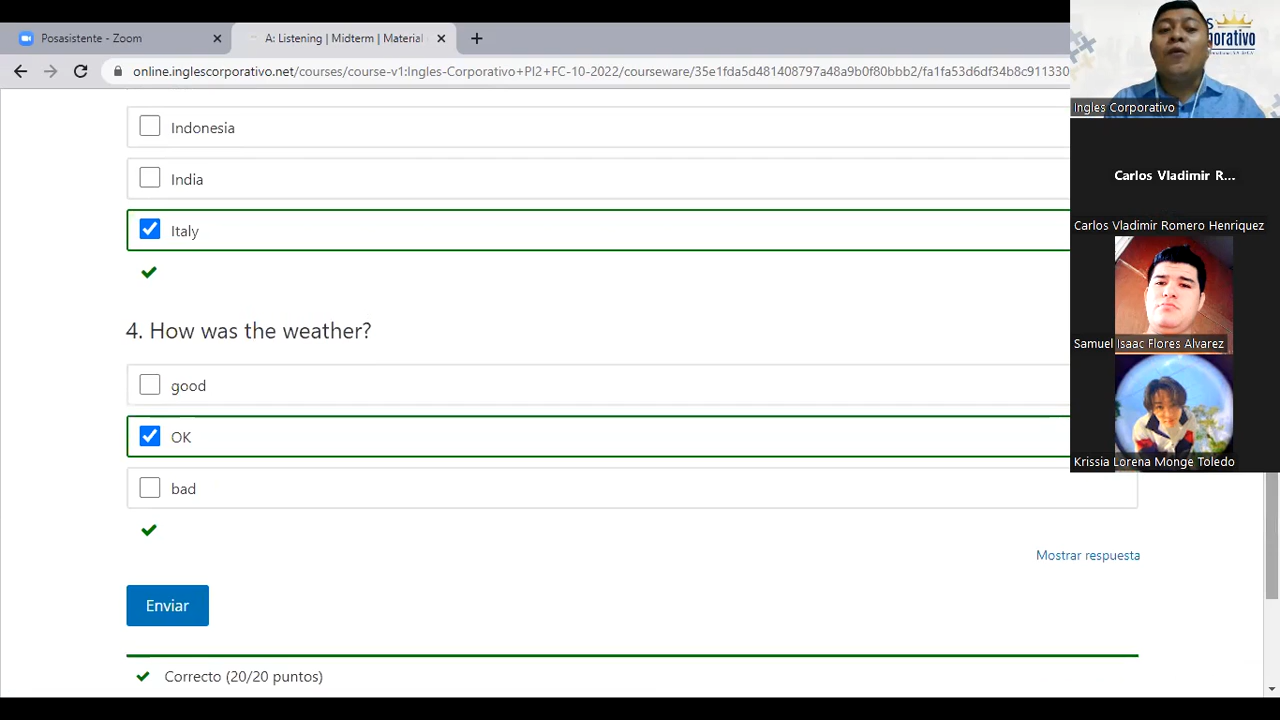 Posasistente - Zoom
A: Listening | Midterm | Material
online.inglescorporativo.net/courses/course-v1:Ingles-Corporativo+PI2+FC-10-2022/courseware/35e1fda5d481408797a48a9b0f80bbb2/fa1fa53d6df34b8c911330
Indonesia
India
Italy
4. How was the weather?
good
OK
bad
Mostrar respuesta
Enviar
Correcto (20/20 puntos)
Ingles Corporativo
Carlos Vladimir R...
Carlos Vladimir Romero Henriquez
Samuel Isaac Flores Alvarez
Krissia Lorena Monge Toledo